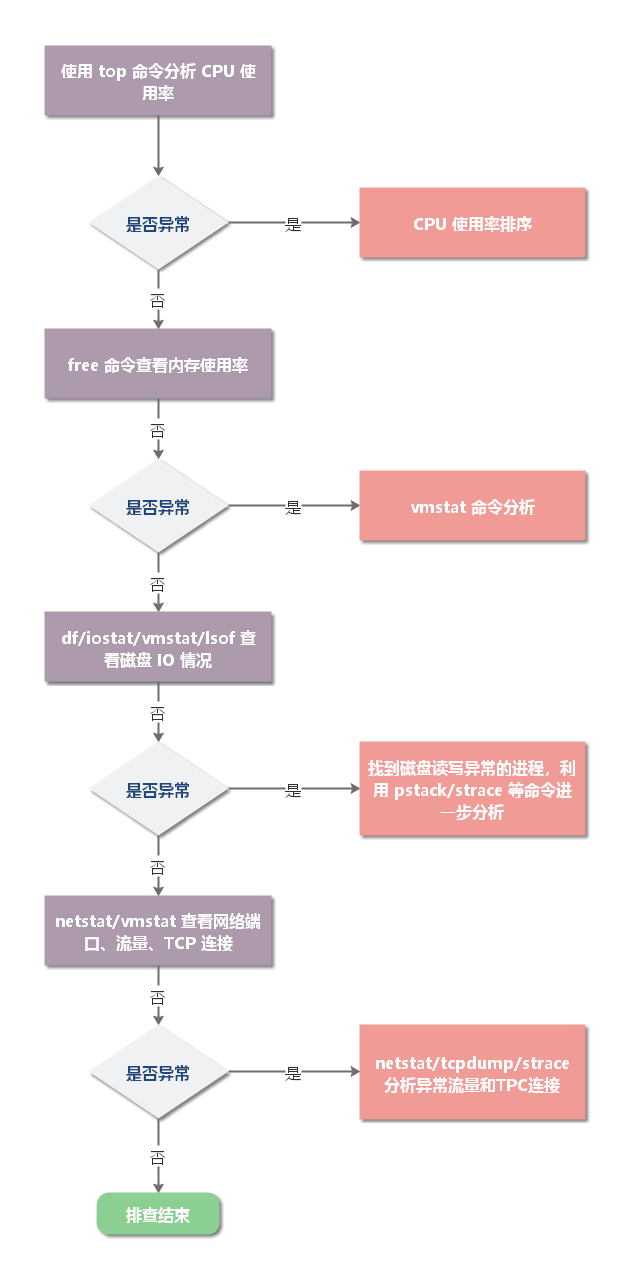 使用 top 命令分析 CPU 使
用率
是否异常
是
CPU 使用率排序
否
free 命令查看内存使用率
否
是否异常
是
vmstat 命令分析
否
df/iostat/vmstat/lsof 查
看磁盘 IO 情况
否
是否异常
是
找到磁盘读写异常的进程，利
用 pstack/strace 等命令进
一步分析
否
netstat/vmstat 查看网络端
口、流量、TCP 连接
否
是否异常
是
netstat/tcpdump/strace
分析异常流量和TPC连接
否
排查结束